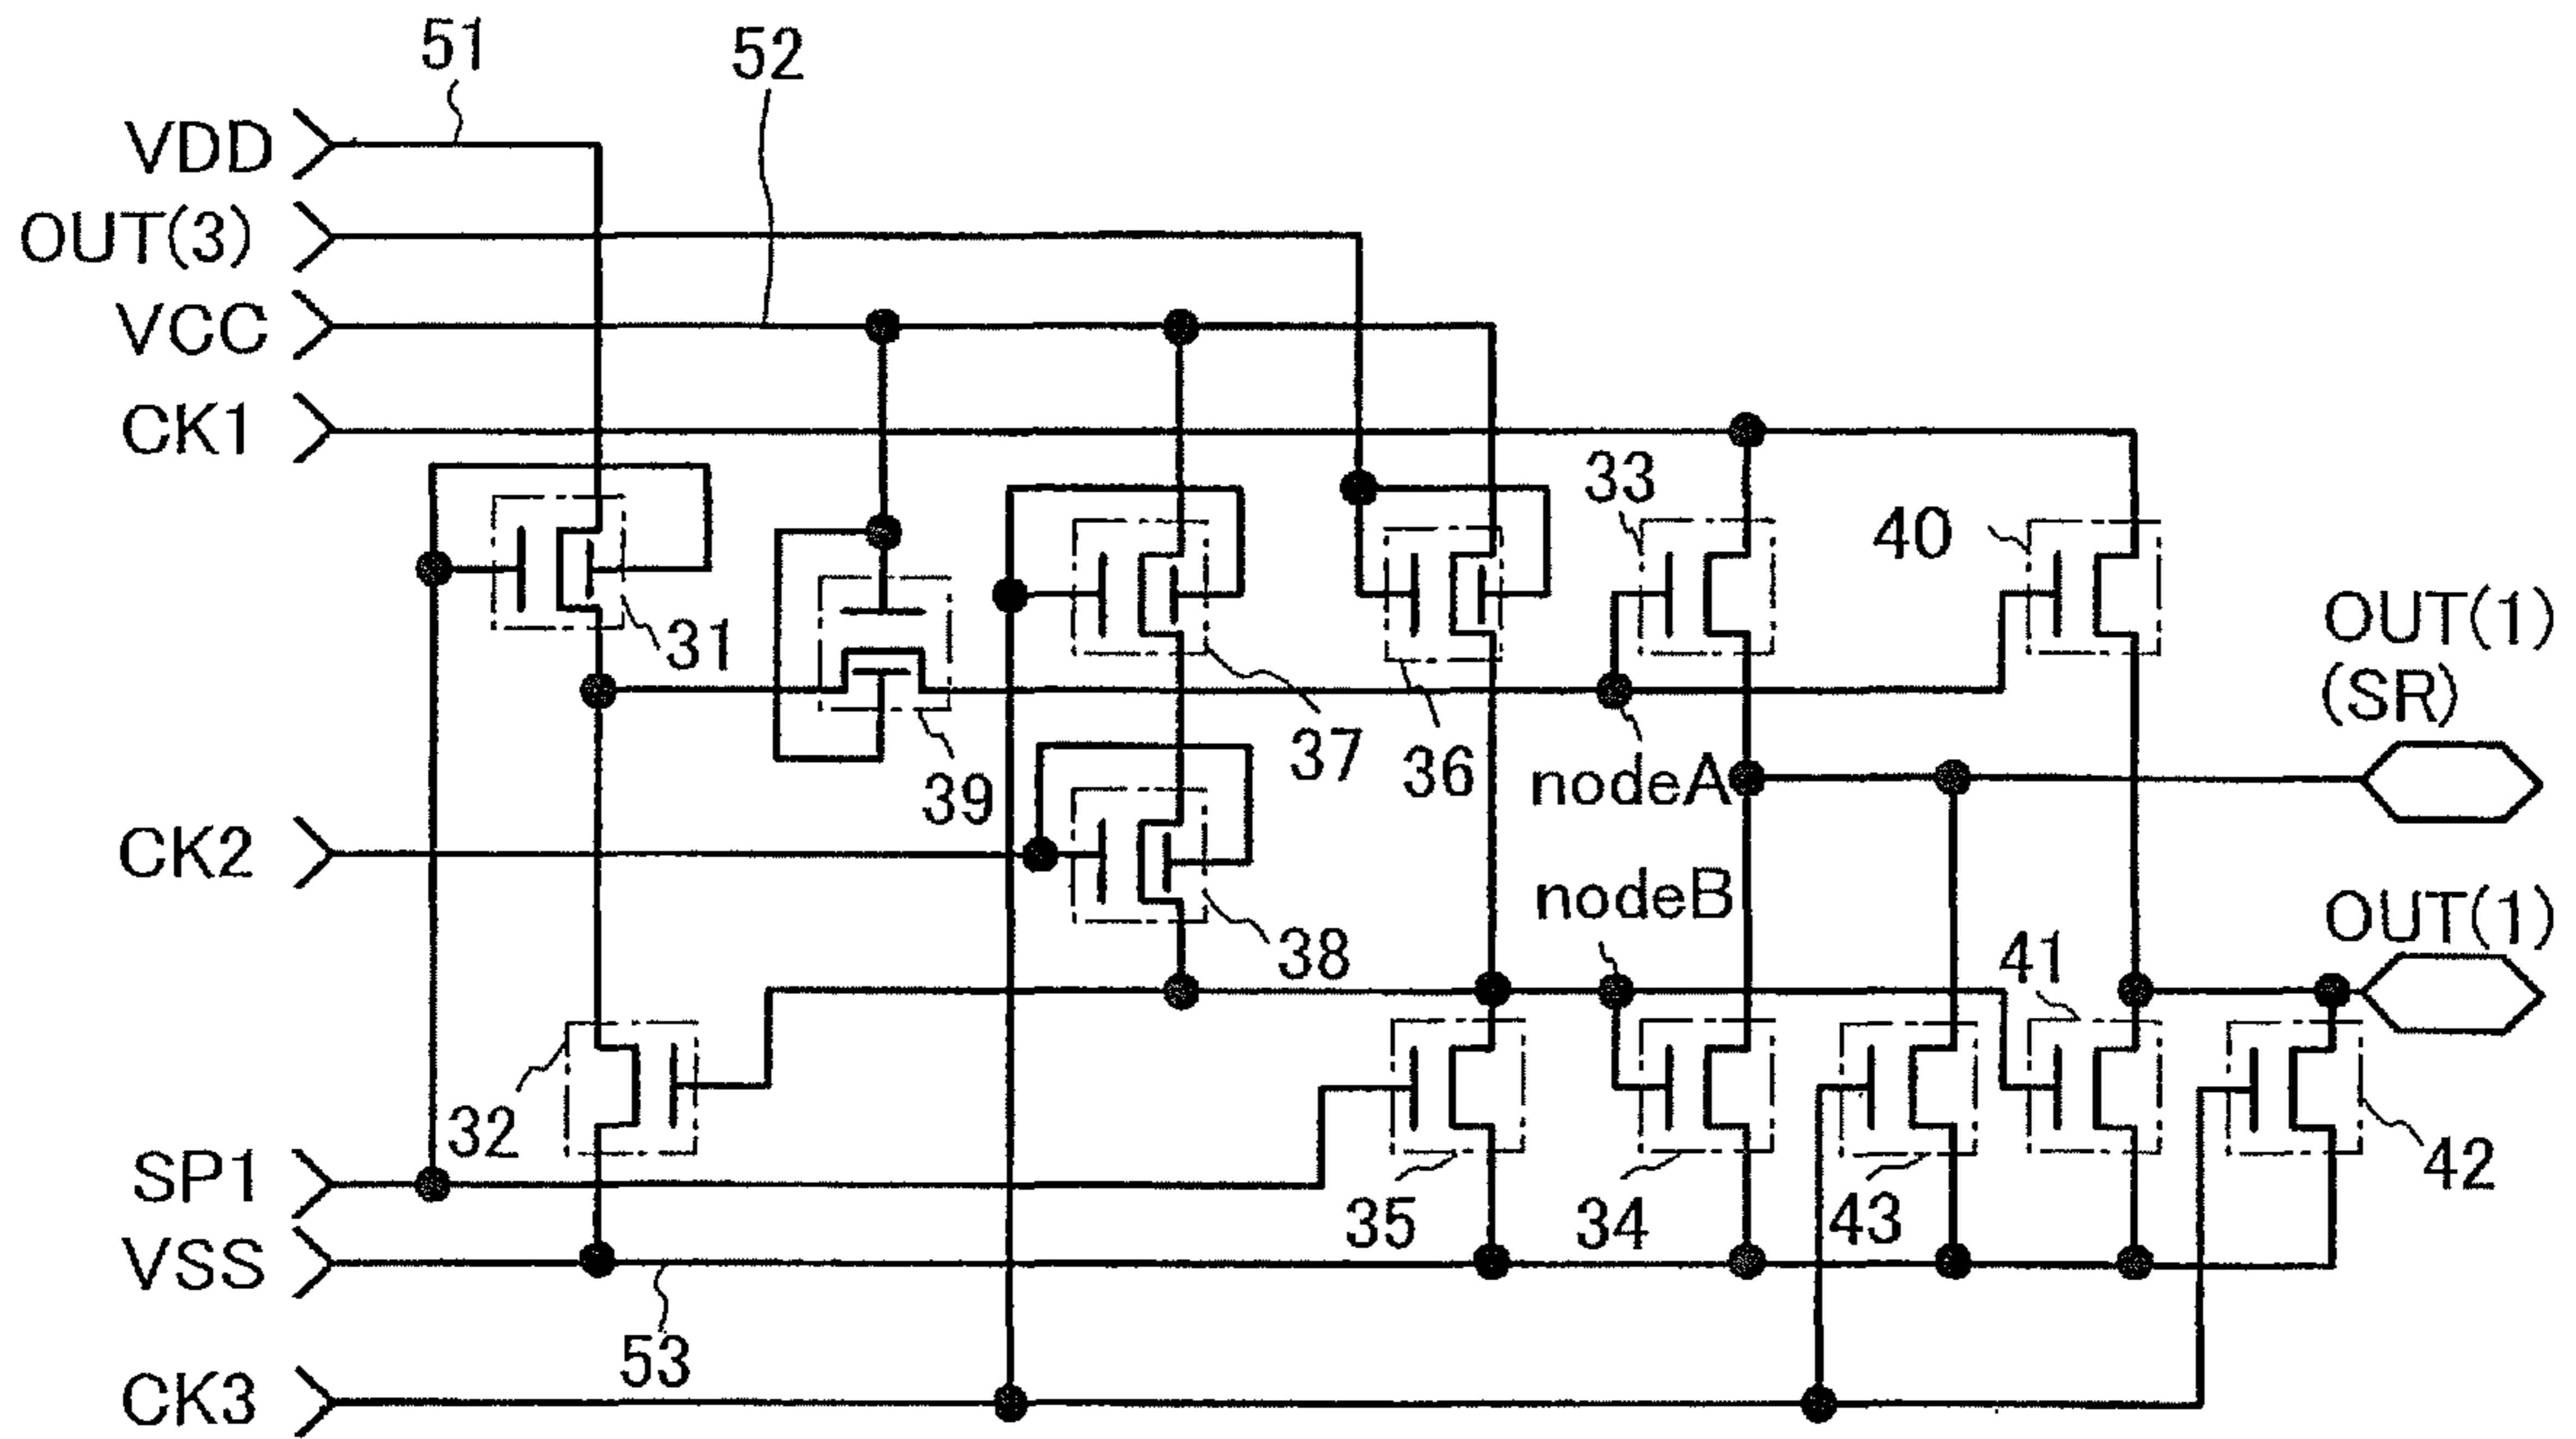 51
52
VDD
OUT(3)
VCC
CK1
33
40
OUT(1)
(SR)
31
37
36
39
nodeA
CK2
nodeB
38
41
OUT(1)
32
SP1
35
34
43
42
VSS
53
CK3